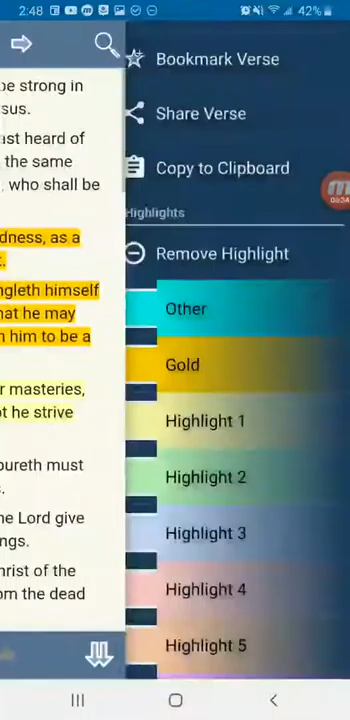 2:48
42%
be strong in
sus.
ast heard of
the same
, who shall be
dness, as a
t.
ngleth himself
hat he may
n him to be a
r masteries,
ot he strive
oureth must
s.
he Lord give
ngs.
hrist of the
om the dead
Bookmark Verse
Share Verse
Copy to Clipboard
Highlights
Remove Highlight
Other
Gold
Highlight 1
Highlight 2
Highlight 3
Highlight 4
Highlight 5